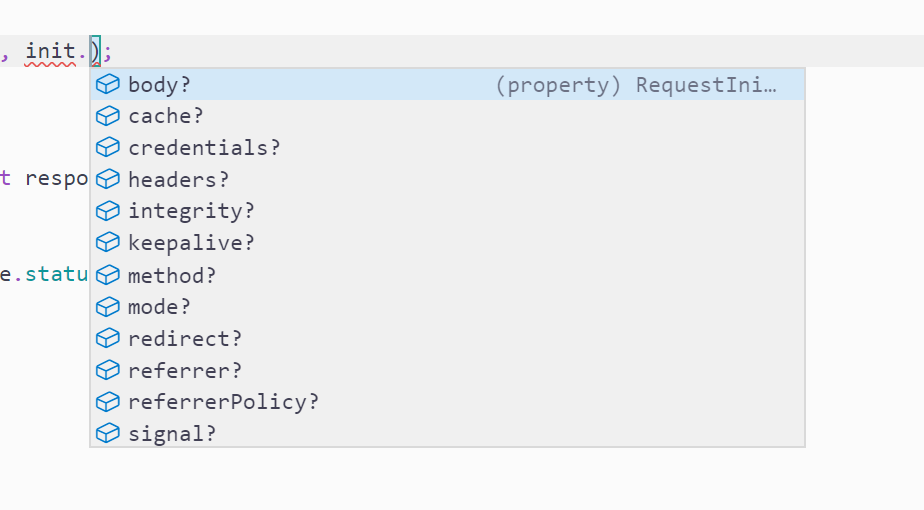 , init.);
body? (property) RequestIni…
cache?
credentials?
headers?
t respo
integrity?
keepalive?
method?
e.statu
mode?
redirect?
referrer?
referrerPolicy?
signal?